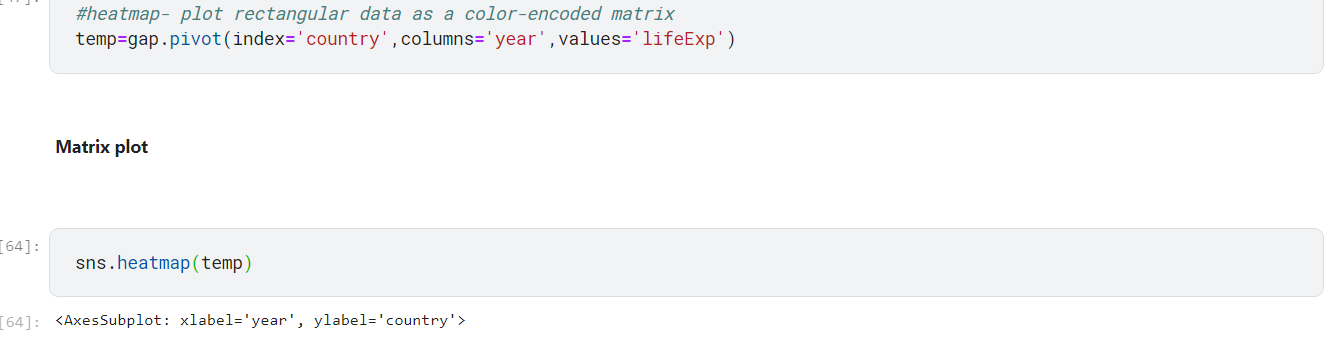 #heatmap- plot rectangular data as a color-encoded matrix
temp=gap.pivot(index='country',columns='year',values='lifeExp')
Matrix plot
[64]:
sns.heatmap(temp)
[64]:
<AxesSubplot: xlabel='year', ylabel='country'>